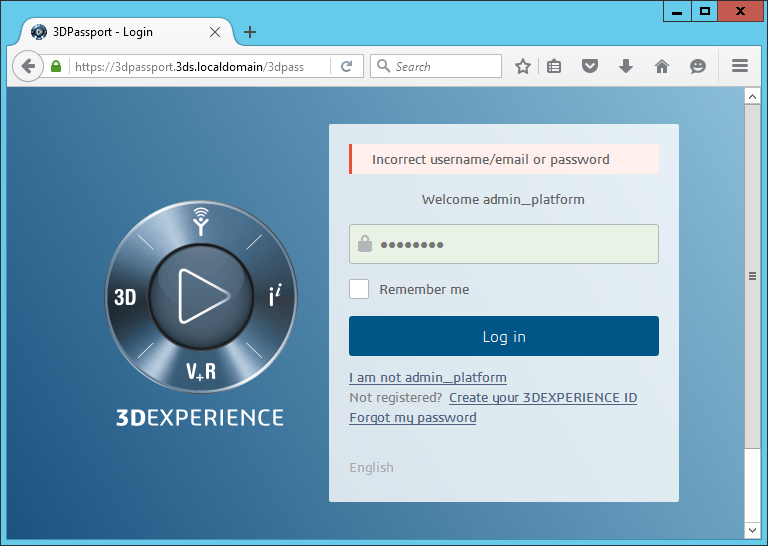 3DPassport - Login
https://3dpassport.3ds.localdomain/3dpass
Search
Incorrect username/email or password
Welcome admin_platform
••••••••
Remember me
Log in
I am not admin_platform
Not registered? Create your 3DEXPERIENCE ID
Forgot my password
English
3D
i i
V+R
3DEXPERIENCE